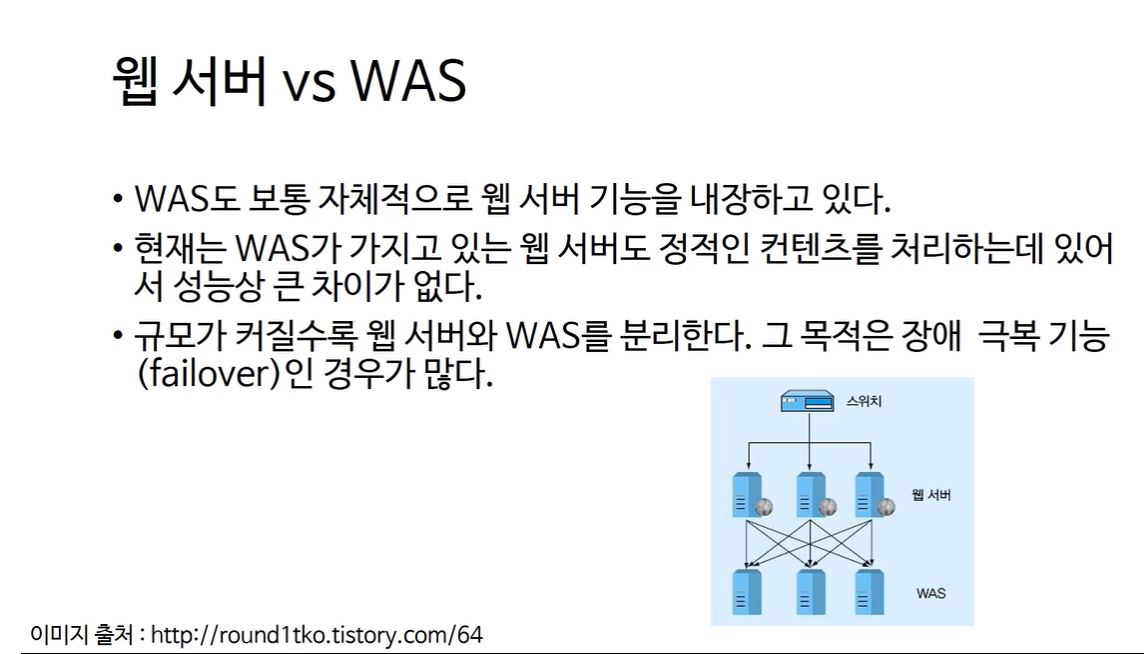 웹 서버 vs WAS
• WAS도 보통 자체적으로 웹 서버 기능을 내장하고 있다.
• 현재는 WAS가 가지고 있는 웹 서버도 정적인 컨텐츠를 처리하는데 있어
서 성능상 큰 차이가 없다.
• 규모가 커질수록 웹 서버와 WAS를 분리한다. 그 목적은 장애 극복 기능
(failover)인 경우가 많다.
스위치
웹 서버
WAS
이미지 출처 : http://round1tko.tistory.com/64